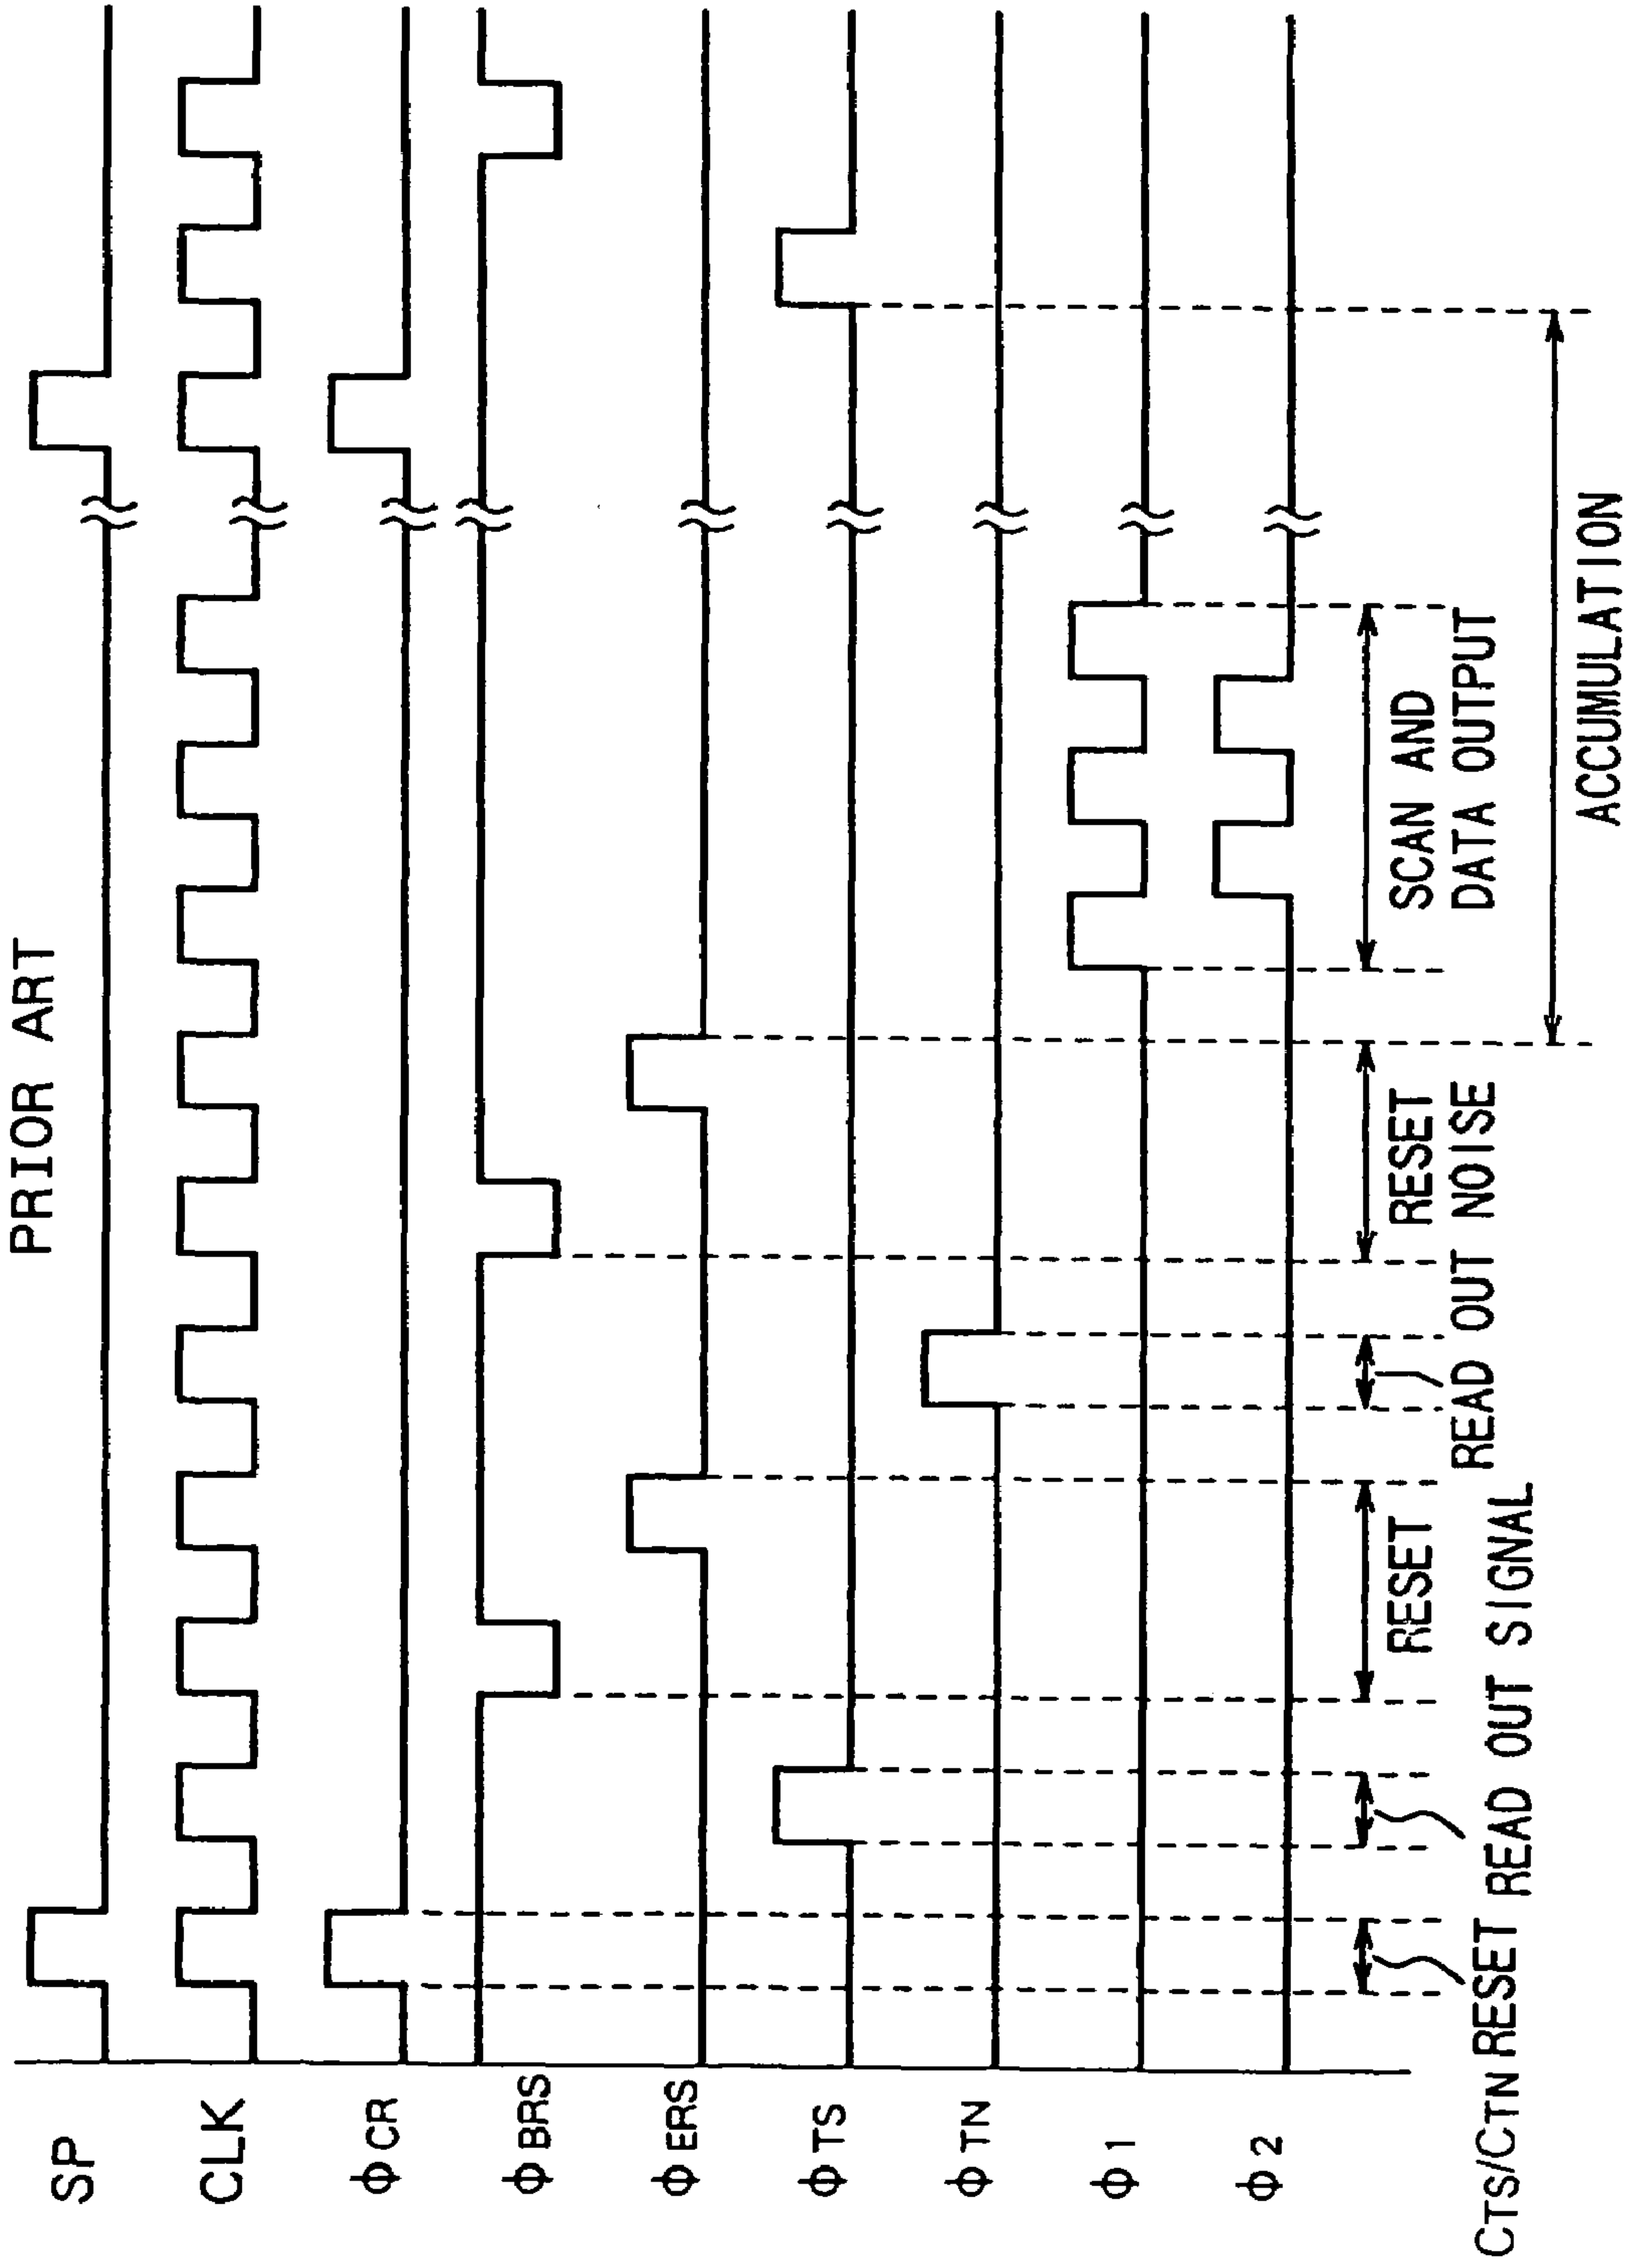 PRIOR ART
SP
CLK
ΦCR
ΦBRS
ΦERS
ΦTS
ΦTN
Φ1
Φ2
CTS/CTN RESET
READ OUT SIGNAL
RESET
READ OUT NOISE
RESET
SCAN AND
DATA OUTPUT
ACCUMULATION